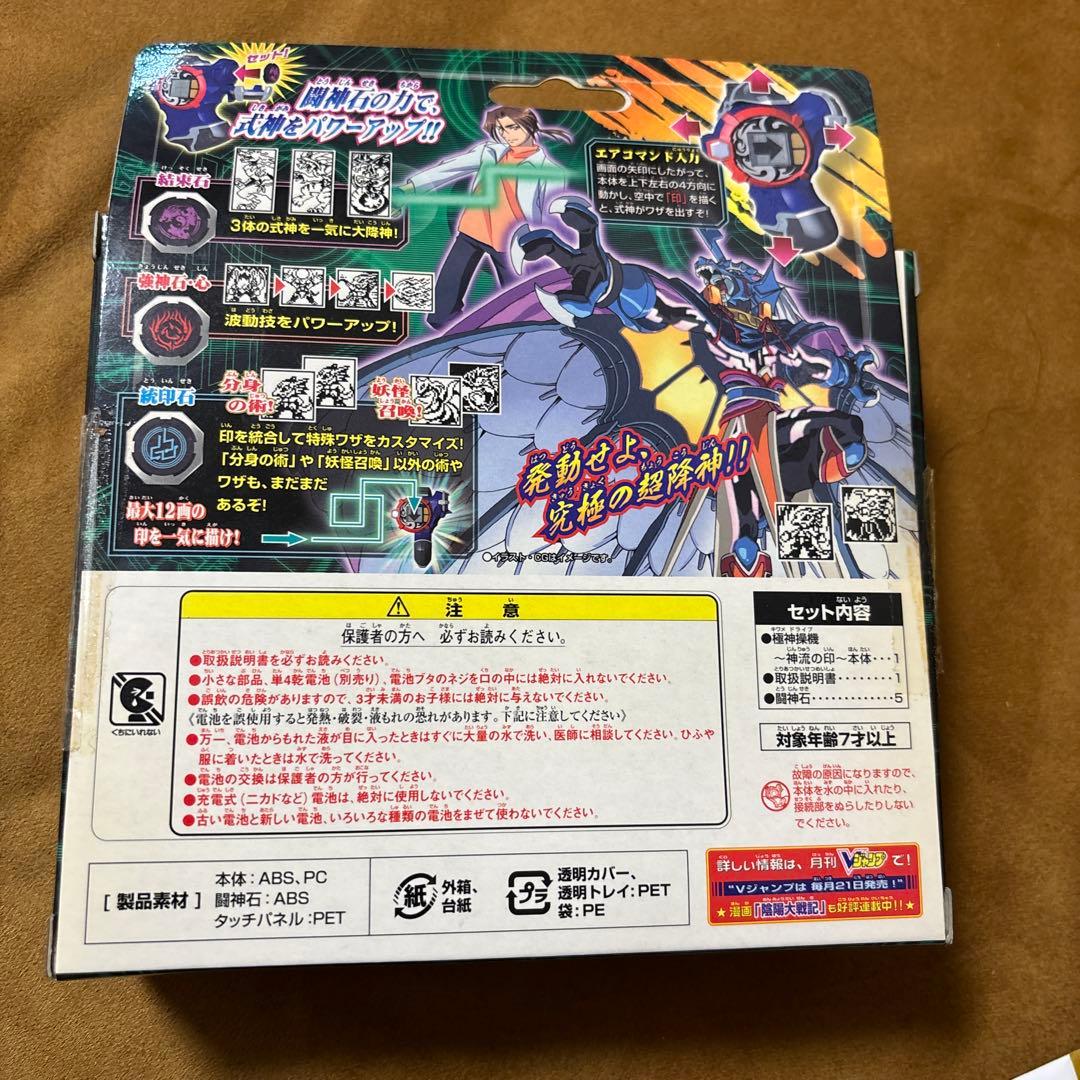 セット!
闘神石の力で、
式神をパワーアップ!!
結束石
3体の式神を一気に大降神!
強神石・心
波動技をパワーアップ!
統印石
分身
の術!
妖怪
召喚!
印を統合して特殊ワザをカスタマイズ!
「分身の術」や「妖怪召喚」以外の術や
ワザも、まだまだ
あるぞ!
最大12画の
印を一気に描け!
エアコマンド入力
画面の矢印にしたがって、
本体を上下左右の4方向に
動かし、空中で「印」を描く
と、式神がワザを出すぞ!
発動せよ、
究極の超降神!!
●イラスト・CGはイメージです。
⚠ 注意
保護者の方へ 必ずお読みください。
●取扱説明書を必ずお読みください。
●小さな部品、単4乾電池(別売り)、電池ブタのネジを口の中には絶対に入れないでください。
●誤飲の危険がありますので、3才未満のお子様には絶対に与えないでください。
《電池を誤使用すると発熱・破裂・液もれの恐れがあります。下記に注意してください》
●万一、電池からもれた液が目に入ったときはすぐに大量の水で洗い、医師に相談してください。ひふや
服に着いたときは水で洗ってください。
●電池の交換は保護者の方が行ってください。
●充電式(ニカドなど)電池は、絶対に使用しないでください。
●古い電池と新しい電池、いろいろな種類の電池をまぜて使わないでください。
くちにいれない
セット内容
●極神操機
キワメ ドライブ
〜神流の印〜本体・・・1
●取扱説明書・・・・・・・・1
●闘神石・・・・・・・・・・・・5
対象年齢7才以上
故障の原因になりますので、
本体を水の中に入れたり、
接続部をぬらしたりしない
でください。
[製品素材]
本体:ABS、PC
闘神石:ABS
タッチパネル:PET
紙
外箱、
台紙
プラ
透明カバー、
透明トレイ:PET
袋:PE
詳しい情報は、月刊Vジャンプで!
"Vジャンプは 毎月21日発売!"
★漫画「陰陽大戦記」も好評連載中!!★